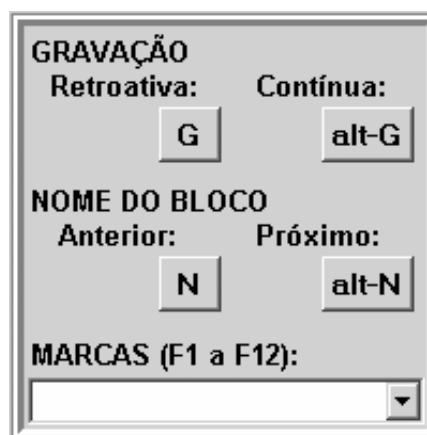 GRAVAÇÃO
Retroativa: Contínua:
G alt-G
NOME DO BLOCO
Anterior: Próximo:
N alt-N
MARCAS (F1 a F12):